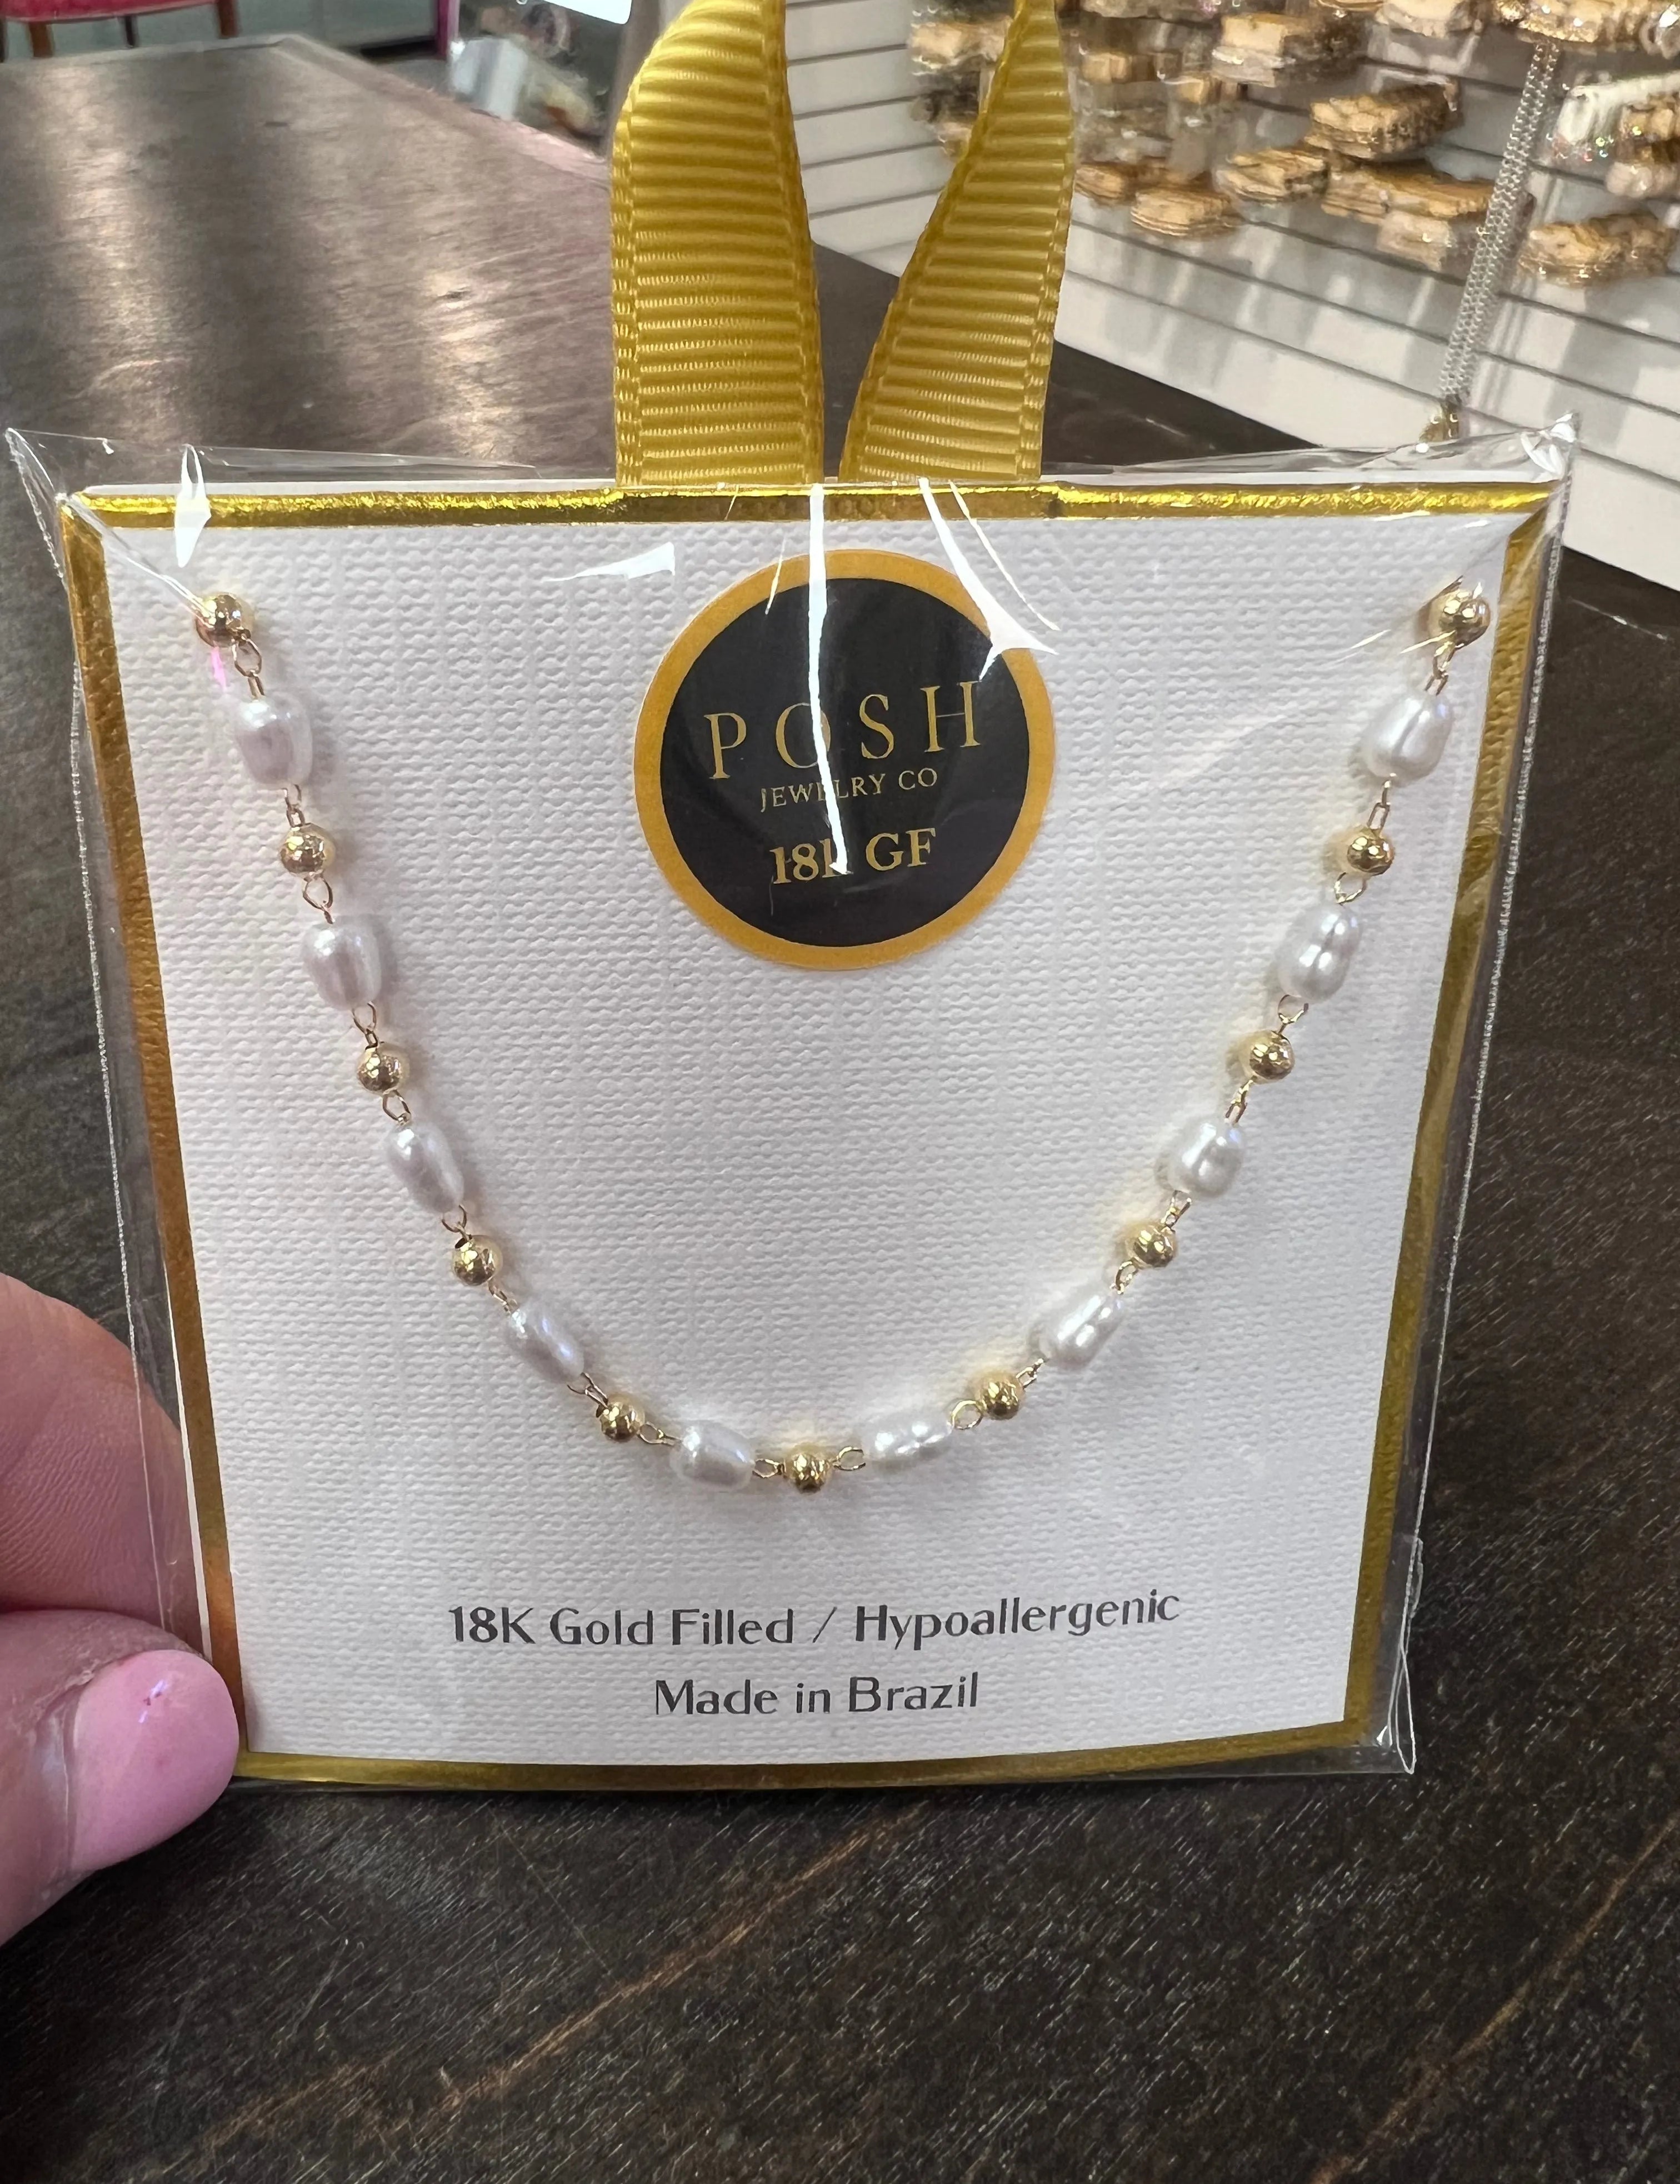 POSH
JEWELRY CO
18K GF
18K Gold Filled / Hypoallergenic
Made in Brazil